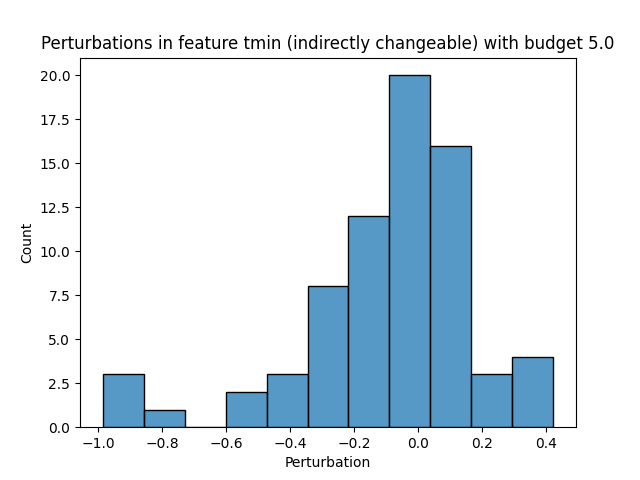 Perturbations in feature tmin (indirectly changeable) with budget 5.0
20.0
17.5
15.0
12.5
10.0
7.5
5.0
2.5
0.0
Count
−1.0 −0.8 −0.6 −0.4 −0.2 0.0 0.2 0.4
Perturbation